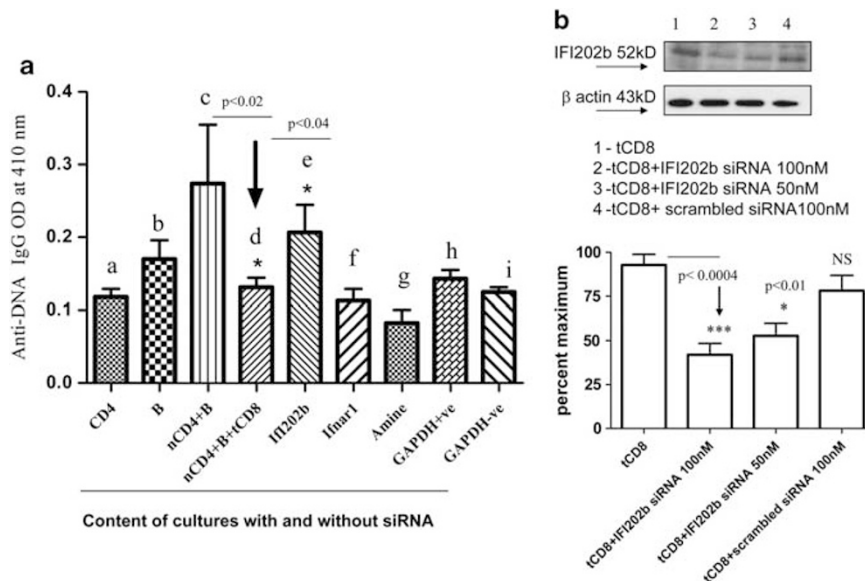 a
Anti-DNA IgG OD at 410 nm
0.4
0.3
0.2
0.1
0.0
a
b
c
p<0.02
d
*
p<0.04
e
*
f
g
h
i
CD4
B
nCD4+B
nCD4+B+tCD8
Ifl202b
Ifnar1
Amine
GAPDH+ve
GAPDH-ve
Content of cultures with and without siRNA
b
1 2 3 4
IFI202b 52kD
β actin 43kD
1 - tCD8
2 -tCD8+IFI202b siRNA 100nM
3 -tCD8+IFI202b siRNA 50nM
4 -tCD8+ scrambled siRNA100nM
percent maximum
100
75
50
25
0
p< 0.0004
***
p<0.01
*
NS
tCD8
tCD8+IFI202b siRNA 100nM
tCD8+IFI202b siRNA 50nM
tCD8+scrambled siRNA 100nM